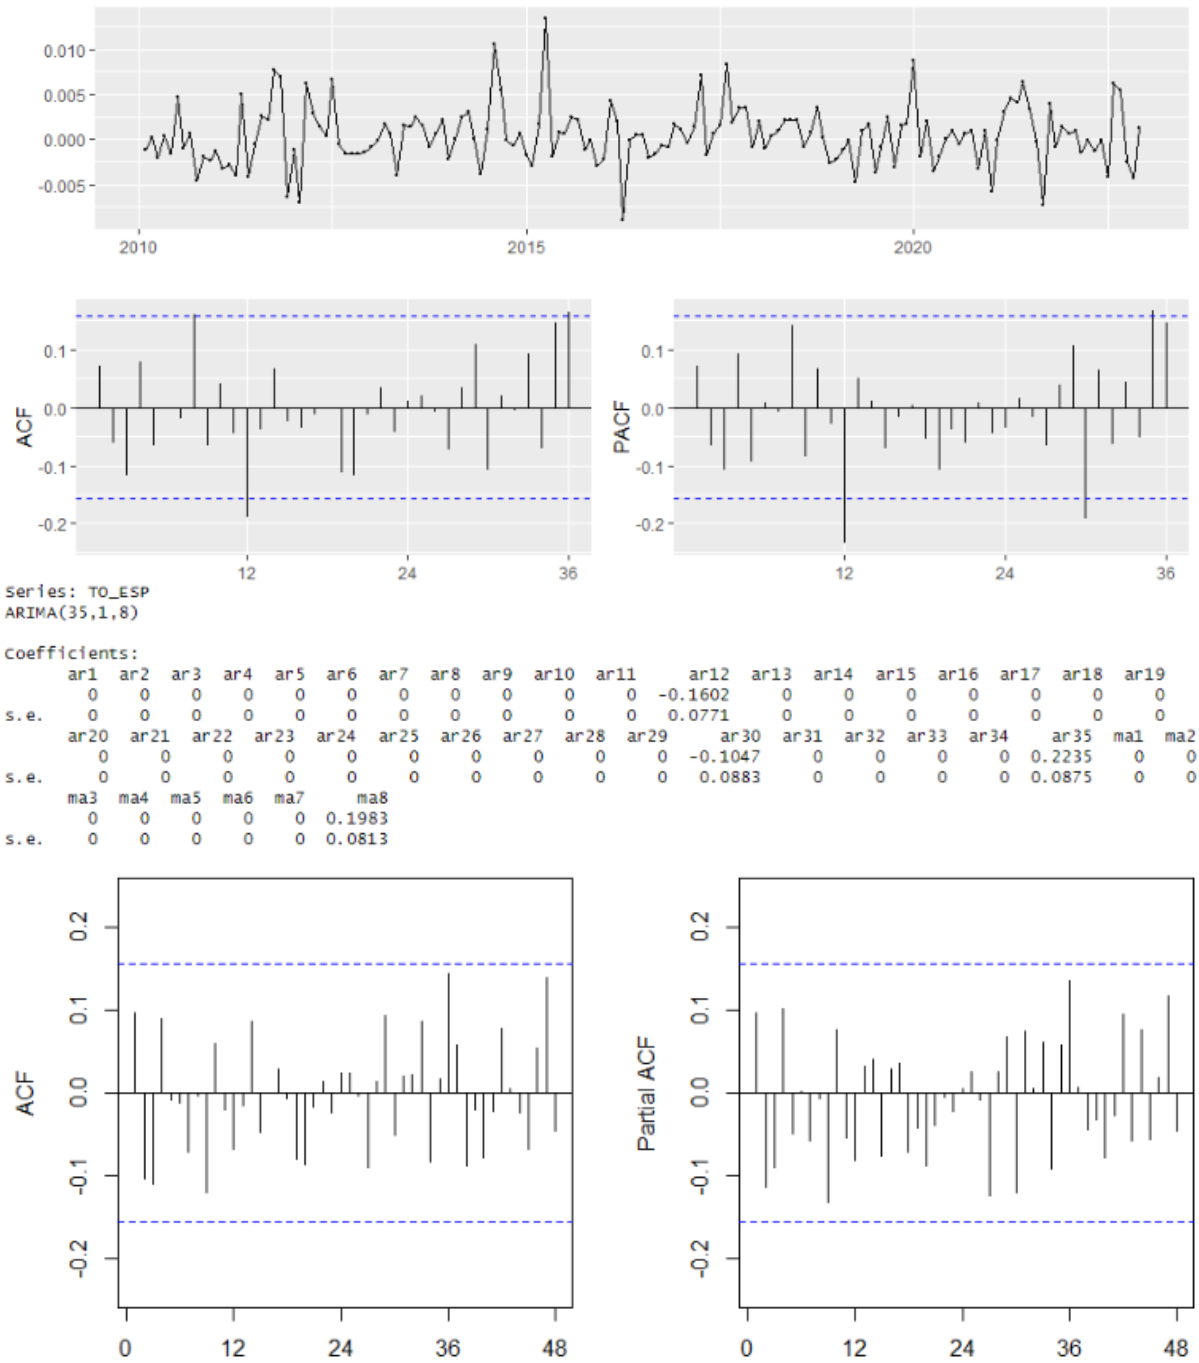 0.010
0.005
0.000
-0.005
2010 2015 2020
ACF
0.1
0.0
-0.1
-0.2
12 24 36
PACF
0.1
0.0
-0.1
-0.2
12 24 36
Series: TO_ESP
ARIMA(35,1,8)
Coefficients:
ar1 ar2 ar3 ar4 ar5 ar6 ar7 ar8 ar9 ar10 ar11 ar12 ar13 ar14 ar15 ar16 ar17 ar18 ar19
0 0 0 0 0 0 0 0 0 0 0 -0.1602 0 0 0 0 0 0 0
s.e. 0 0 0 0 0 0 0 0 0 0 0 0.0771 0 0 0 0 0 0 0
ar20 ar21 ar22 ar23 ar24 ar25 ar26 ar27 ar28 ar29 ar30 ar31 ar32 ar33 ar34 ar35 ma1 ma2
0 0 0 0 0 0 0 0 0 0 -0.1047 0 0 0 0 0.2235 0 0
s.e. 0 0 0 0 0 0 0 0 0 0 0.0883 0 0 0 0 0.0875 0 0
ma3 ma4 ma5 ma6 ma7 ma8
0 0 0 0 0 0.1983
s.e. 0 0 0 0 0 0.0813
ACF
0.2
0.1
0.0
-0.1
-0.2
0 12 24 36 48
Partial ACF
0.2
0.1
0.0
-0.1
-0.2
0 12 24 36 48